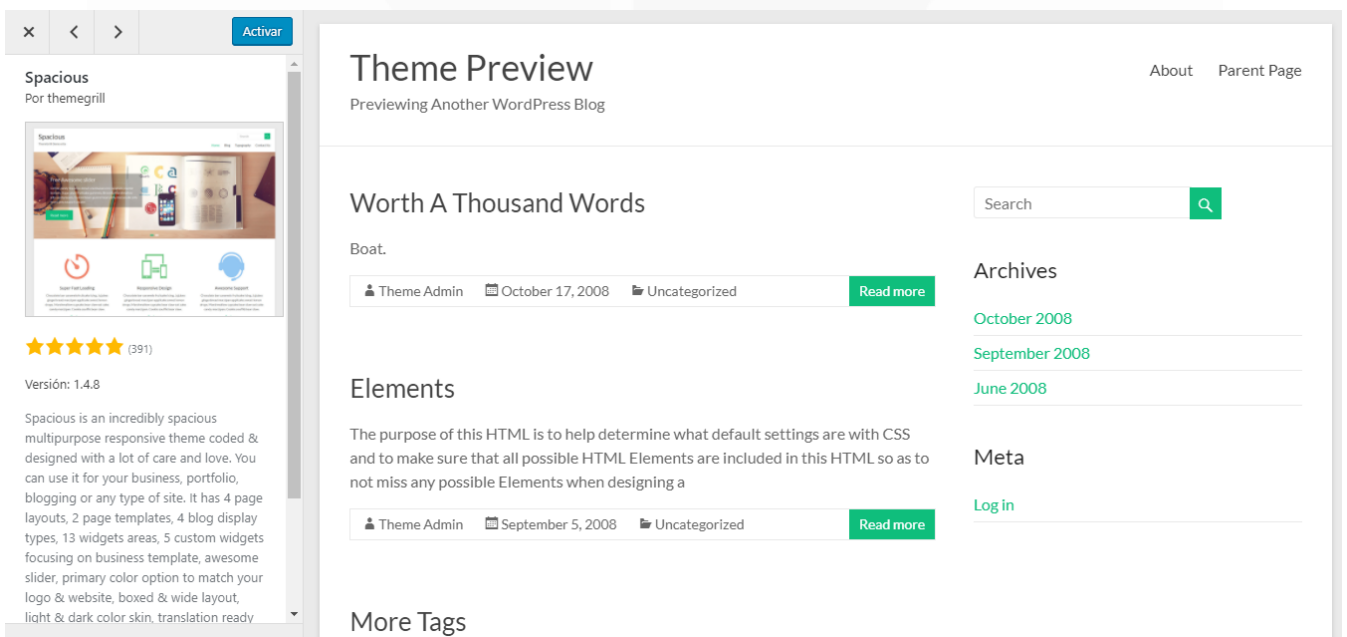 Activar
Spacious
Por themegrill
Spacious
Super Fast Loading
Responsive Design
Awesome Support
(391)
Versión: 1.4.8
Spacious is an incredibly spacious
multipurpose responsive theme coded &
designed with a lot of care and love. You
can use it for your business, portfolio,
blogging or any type of site. It has 4 page
layouts, 2 page templates, 4 blog display
types, 13 widgets areas, 5 custom widgets
focusing on business template, awesome
slider, primary color option to match your
logo & website, boxed & wide layout,
light & dark color skin, translation ready
Theme Preview
Previewing Another WordPress Blog
About Parent Page
Worth A Thousand Words
Boat.
Theme Admin October 17, 2008 Uncategorized Read more
Elements
The purpose of this HTML is to help determine what default settings are with CSS
and to make sure that all possible HTML Elements are included in this HTML so as to
not miss any possible Elements when designing a
Theme Admin September 5, 2008 Uncategorized Read more
More Tags
Search
Archives
October 2008
September 2008
June 2008
Meta
Log in